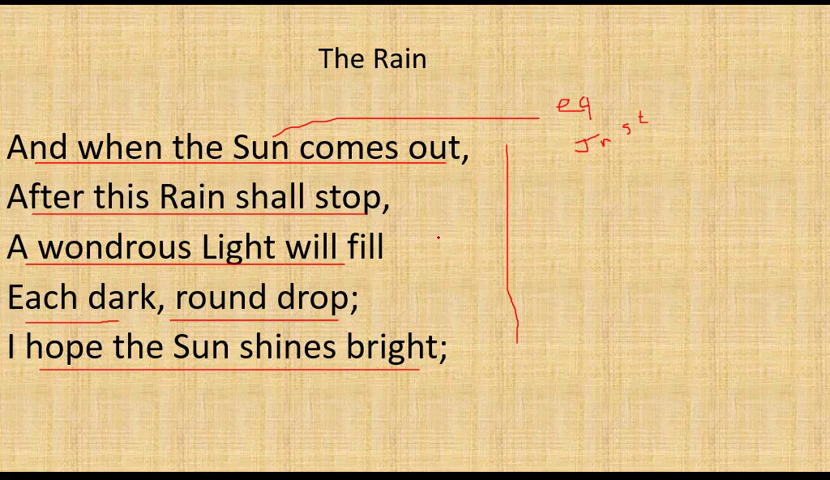 The Rain
And when the Sun comes out,
After this Rain shall stop,
A wondrous Light will fill
Each dark, round drop;
I hope the Sun shines bright;